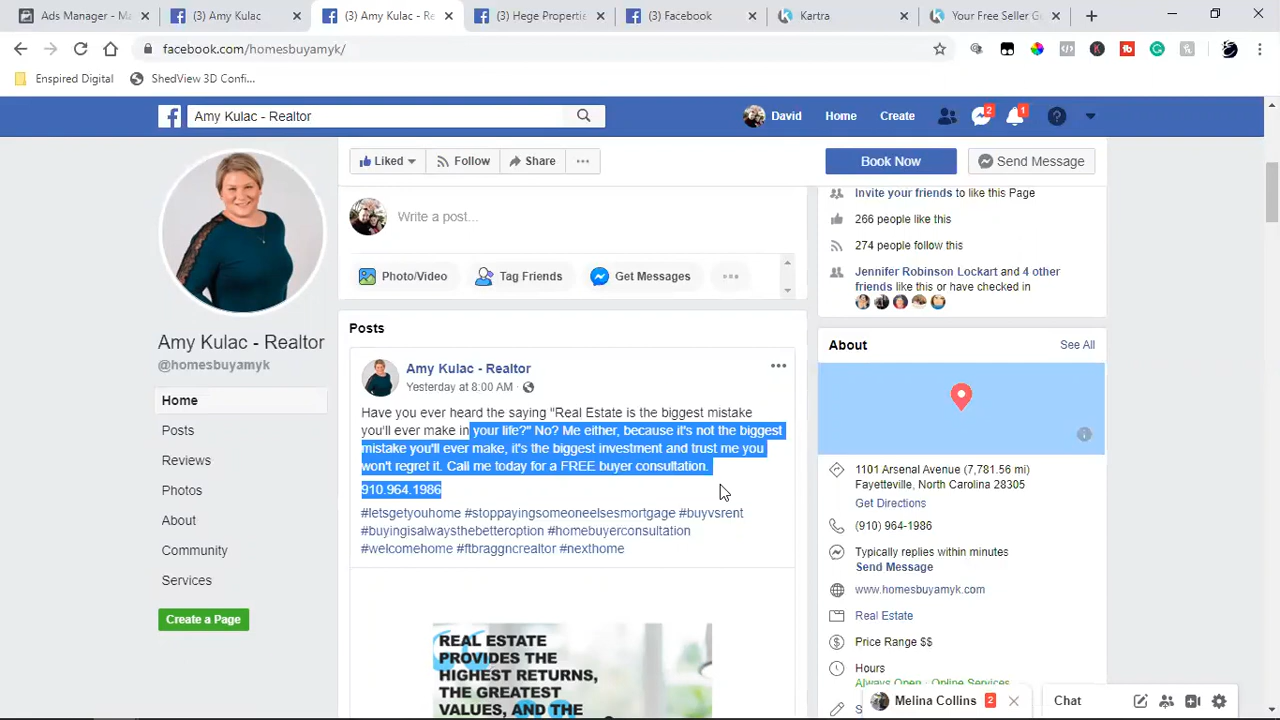 Ads Manager - Ma
(3) Amy Kulac
(3) Amy Kulac - Re
(3) Hege Propertie
(3) Facebook
Kartra
Your Free Seller Gu
facebook.com/homesbuyamyk/
Enspired Digital
ShedView 3D Confi...
Amy Kulac - Realtor
David
Home
Create
2
1
Liked
Follow
Share
Book Now
Send Message
Write a post...
Photo/Video
Tag Friends
Get Messages
Invite your friends to like this Page
266 people like this
274 people follow this
Jennifer Robinson Lockart and 4 other
friends like this or have checked in
Amy Kulac - Realtor
@homesbuyamyk
Home
Posts
Reviews
Photos
About
Community
Services
Create a Page
Posts
Amy Kulac - Realtor
Yesterday at 8:00 AM
Have you ever heard the saying "Real Estate is the biggest mistake
you'll ever make in your life?" No? Me either, because it's not the biggest
mistake you'll ever make, it's the biggest investment and trust me you
won't regret it. Call me today for a FREE buyer consultation.
910.964.1986
#letsgetyouhome #stoppayingsomeoneelsesmortgage #buyvsrent
#buyingisalwaysthebetteroption #homebuyerconsultation
#welcomehome #ftbraggncrealtor #nexthome
REAL ESTATE
PROVIDES THE
HIGHEST RETURNS,
THE GREATEST
VALUES, AND THE
About
See All
1101 Arsenal Avenue (7,781.56 mi)
Fayetteville, North Carolina 28305
Get Directions
(910) 964-1986
Typically replies within minutes
Send Message
www.homesbuyamyk.com
Real Estate
Price Range $$
Hours
Always Open · Online Services
Melina Collins
2
Chat